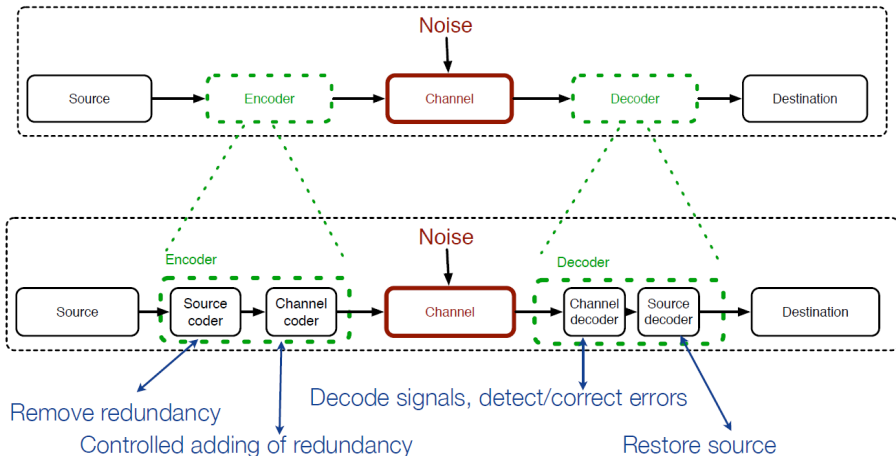 Noise
Source
Encoder
Channel
Decoder
Destination
Noise
Encoder
Decoder
Source
Source
coder
Channel
coder
Channel
Channel
decoder
Source
decoder
Destination
Remove redundancy
Decode signals, detect/correct errors
Controlled adding of redundancy
Restore source